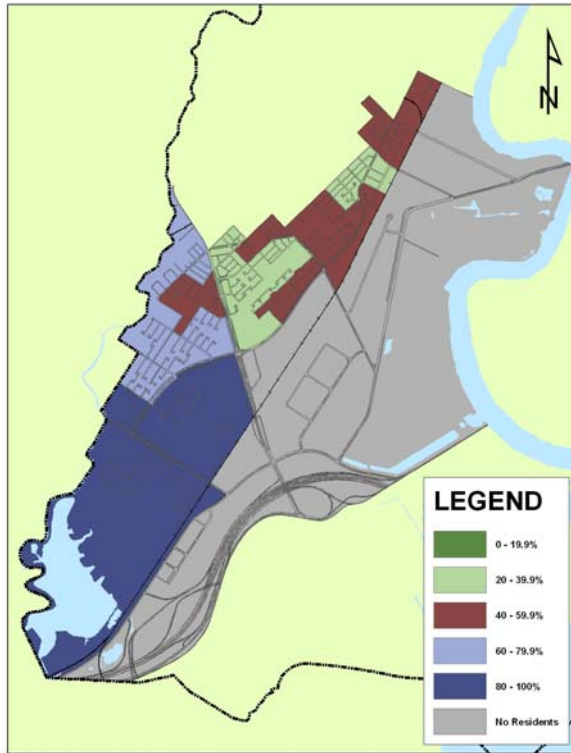 N
LEGEND
0 - 19.9%
20 - 39.9%
40 - 59.9%
60 - 79.9%
80 - 100%
No Residents